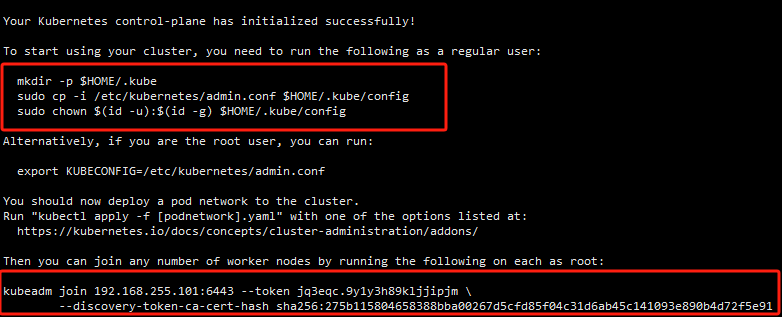 Your Kubernetes control-plane has initialized successfully!
To start using your cluster, you need to run the following as a regular user:
mkdir -p $HOME/.kube
sudo cp -i /etc/kubernetes/admin.conf $HOME/.kube/config
sudo chown $(id -u):$(id -g) $HOME/.kube/config
Alternatively, if you are the root user, you can run:
export KUBECONFIG=/etc/kubernetes/admin.conf
You should now deploy a pod network to the cluster.
Run "kubectl apply -f [podnetwork].yaml" with one of the options listed at:
https://kubernetes.io/docs/concepts/cluster-administration/addons/
Then you can join any number of worker nodes by running the following on each as root:
kubeadm join 192.168.255.101:6443 --token jq3eqc.9y1y3h89kljjipjm \
--discovery-token-ca-cert-hash sha256:275b115804658388bba00267d5cfd85f04c31d6ab45c141093e890b4d72f5e91